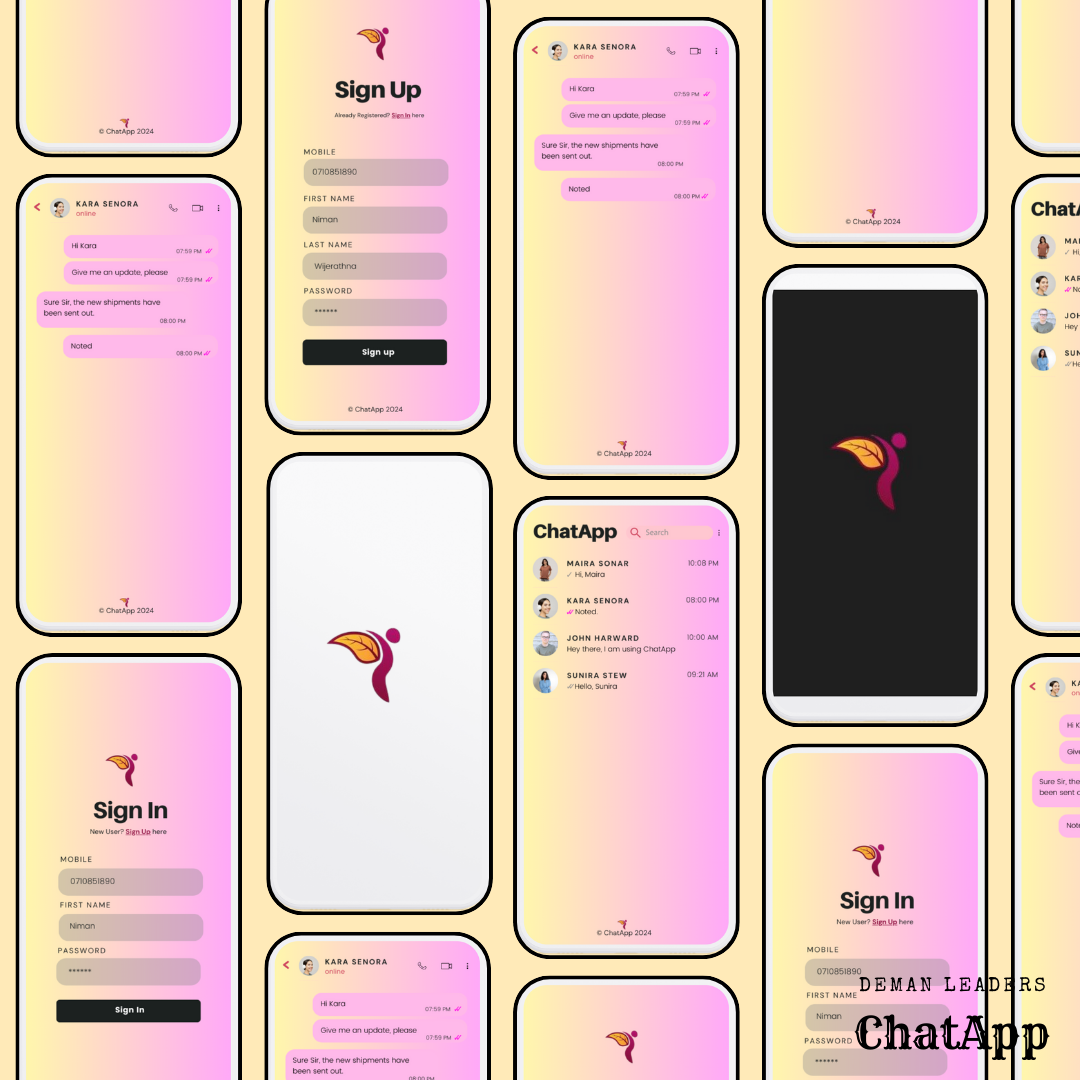 © ChatApp 2024
KARA SENORA
online
Hi Kara
07:59 PM
Give me an update, please
07:59 PM
Sure Sir, the new shipments have
been sent out.
08:00 PM
Noted
08:00 PM
© ChatApp 2024
Sign In
New User? Sign Up here
MOBILE
0710851890
FIRST NAME
Niman
PASSWORD
******
Sign In
Sign Up
Already Registered? Sign In here
MOBILE
0710851890
FIRST NAME
Niman
LAST NAME
Wijerathna
PASSWORD
******
Sign up
© ChatApp 2024
KARA SENORA
online
Hi Kara
07:59 PM
Give me an update, please
07:59 PM
Sure Sir, the new shipments have
been sent out.
08:00 PM
KARA SENORA
online
Hi Kara
07:59 PM
Give me an update, please
07:59 PM
Sure Sir, the new shipments have
been sent out.
08:00 PM
Noted
08:00 PM
© ChatApp 2024
ChatApp
Search
MAIRA SONAR 10:08 PM
Hi, Maira
KARA SENORA 08:00 PM
Noted
JOHN HARWARD 10:00 AM
Hey there, I am using ChatApp
SUNIRA STEW 09:21 AM
Hello, Sunira
© ChatApp 2024
© ChatApp 2024
Sign In
New User? Sign Up here
MOBILE
0710851890
FIRST NAME
Niman
PASSWORD
******
ChatA
MAI
Hi,
KAR
No
JOH
Hey
SUN
He
KA
on
Hi K
Give
Sure Sir, the
been sent o
Note
DEMAN LEADERS
ChatApp